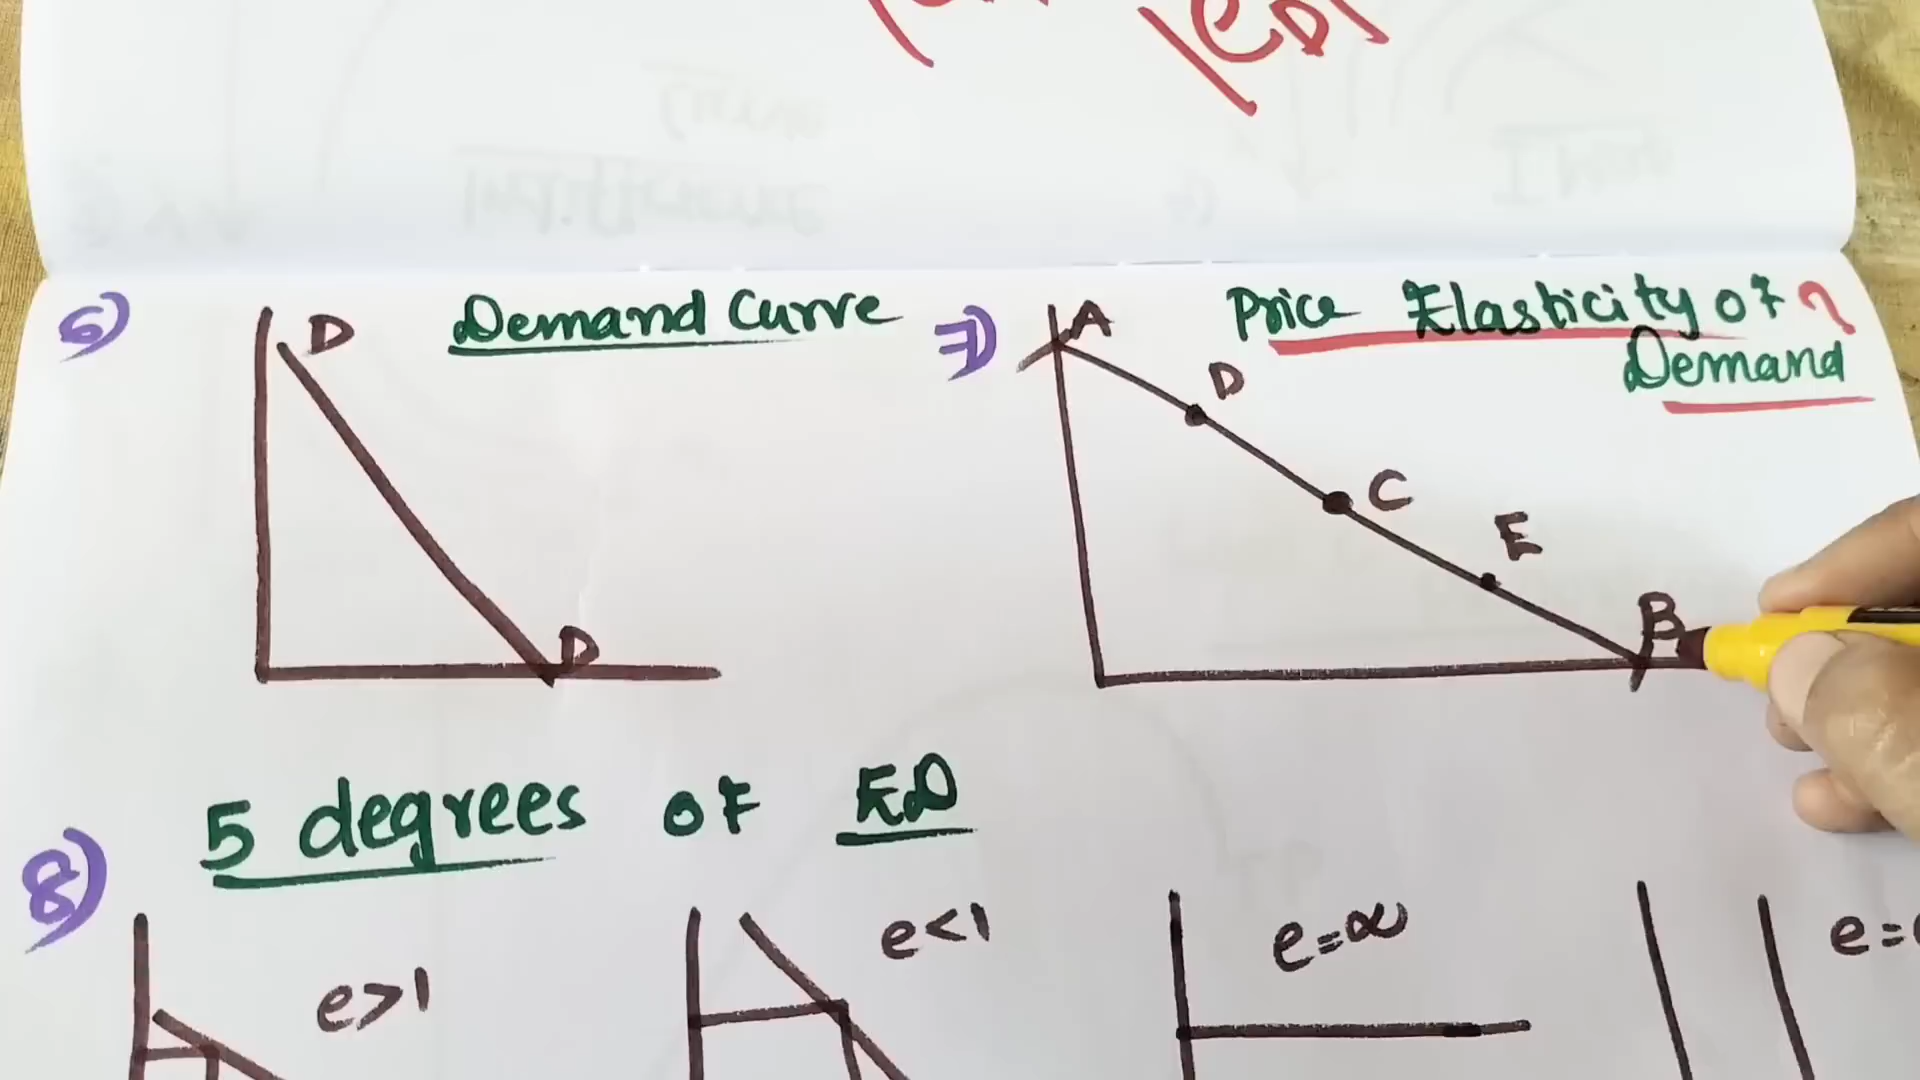 6)
Demand Curve
D
D
7)
Price Elasticity of
Demand
A
D
C
E
B
8)
5 degrees of ED
e>1
e<1
e=∞
e=